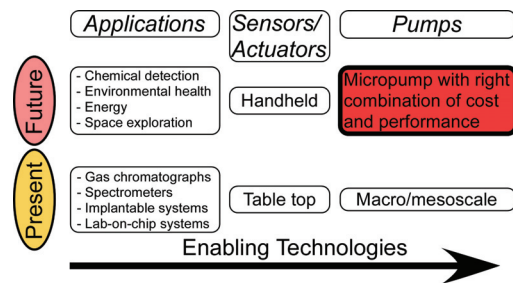 Applications
Sensors/
Actuators
Pumps
Future
- Chemical detection
- Environmental health
- Energy
- Space exploration
Handheld
Micropump with right
combination of cost
and performance
Present
- Gas chromatographs
- Spectrometers
- Implantable systems
- Lab-on-chip systems
Table top
Macro/mesoscale
Enabling Technologies